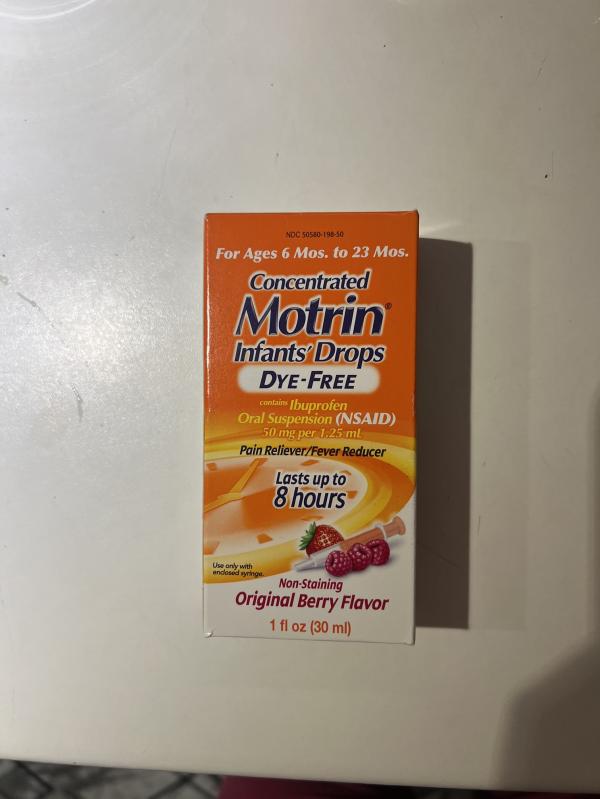 NDC 50580-198-50
For Ages 6 Mos. to 23 Mos.
Concentrated
Motrin®
Infants' Drops
DYE-FREE
contains Ibuprofen
Oral Suspension (NSAID)
50 mg per 1.25 mL
Pain Reliever/Fever Reducer
Lasts up to
8 hours
Use only with
enclosed syringe.
Non-Staining
Original Berry Flavor
1 fl oz (30 ml)